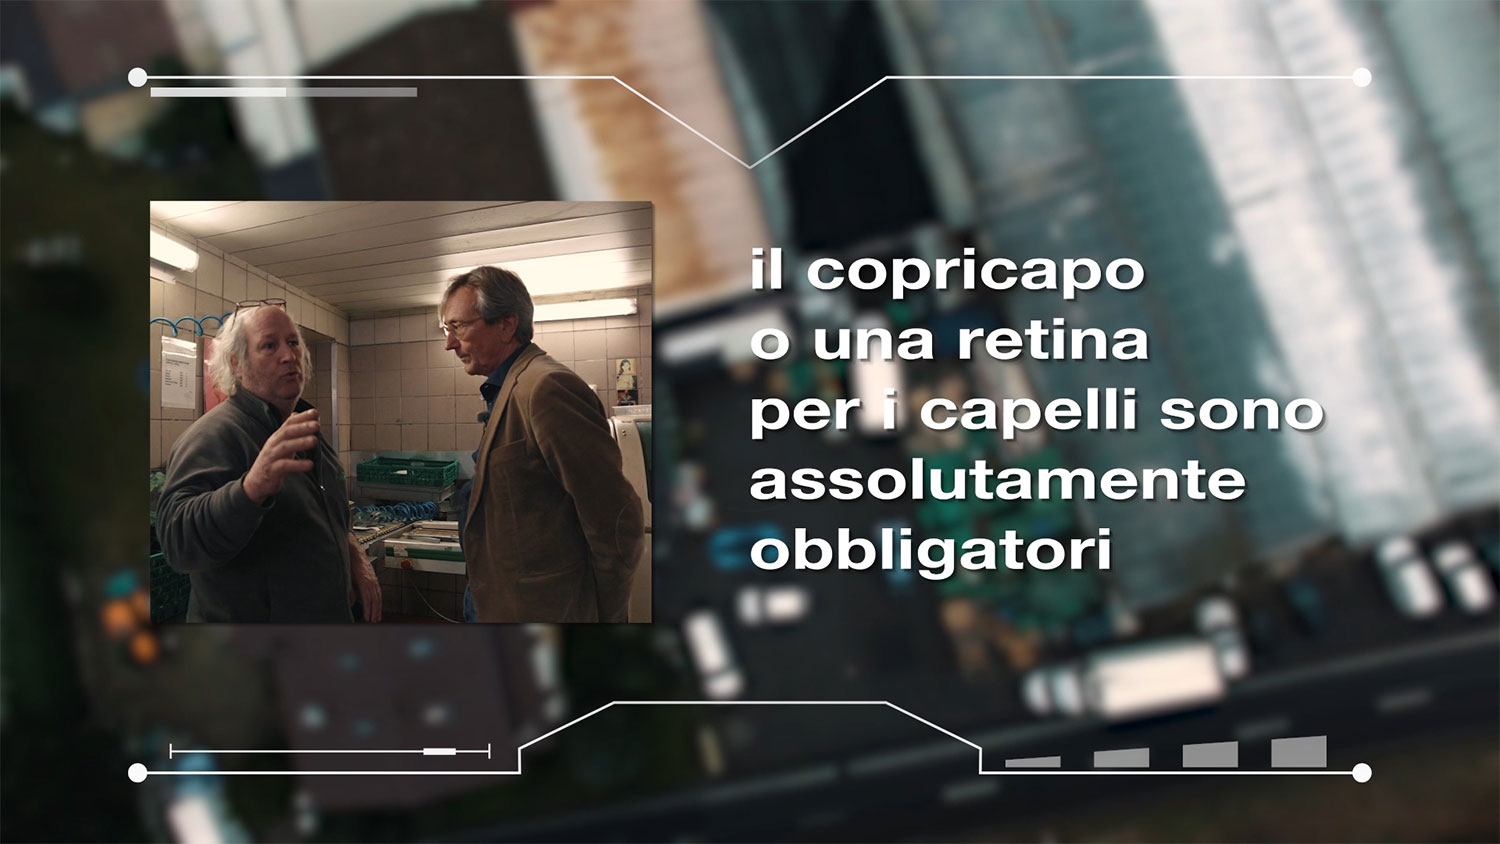 il copricapo
o una retina
per i capelli sono
assolutamente
obbligatori